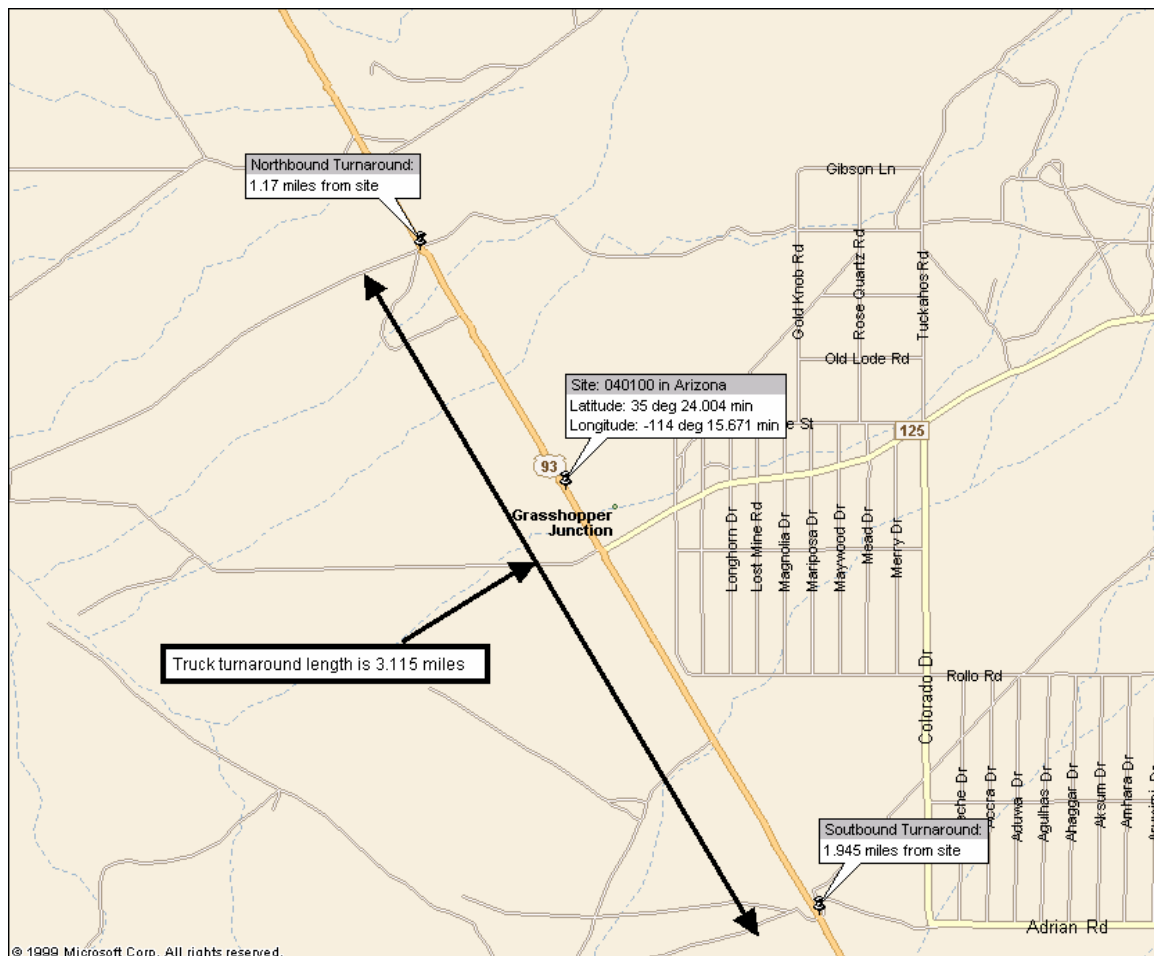 Gibson Ln
Northbound Turnaround:
1.17 miles from site
Gold Knob Rd
Rose Quartz Rd
Tuckahos Rd
Old Lode Rd
Site: 040100 in Arizona
Latitude: 35 deg 24.004 min
Longitude: -114 deg 15.671 min
e St
125
93
Grasshopper
Junction
Longhorn Dr
Lost Mine Rd
Magnolia Dr
Mariposa Dr
Maywood Dr
Mead Dr
Merry Dr
Truck turnaround length is 3.115 miles
Colorado Dr
Rollo Rd
eche Dr
Accra Dr
Aduwa Dr
Agulhas Dr
Ahaggar Dr
Aksum Dr
Amhara Dr
Soutbound Turnaround:
1.945 miles from site
Adrian Rd
© 1999 Microsoft Corp. All rights reserved.